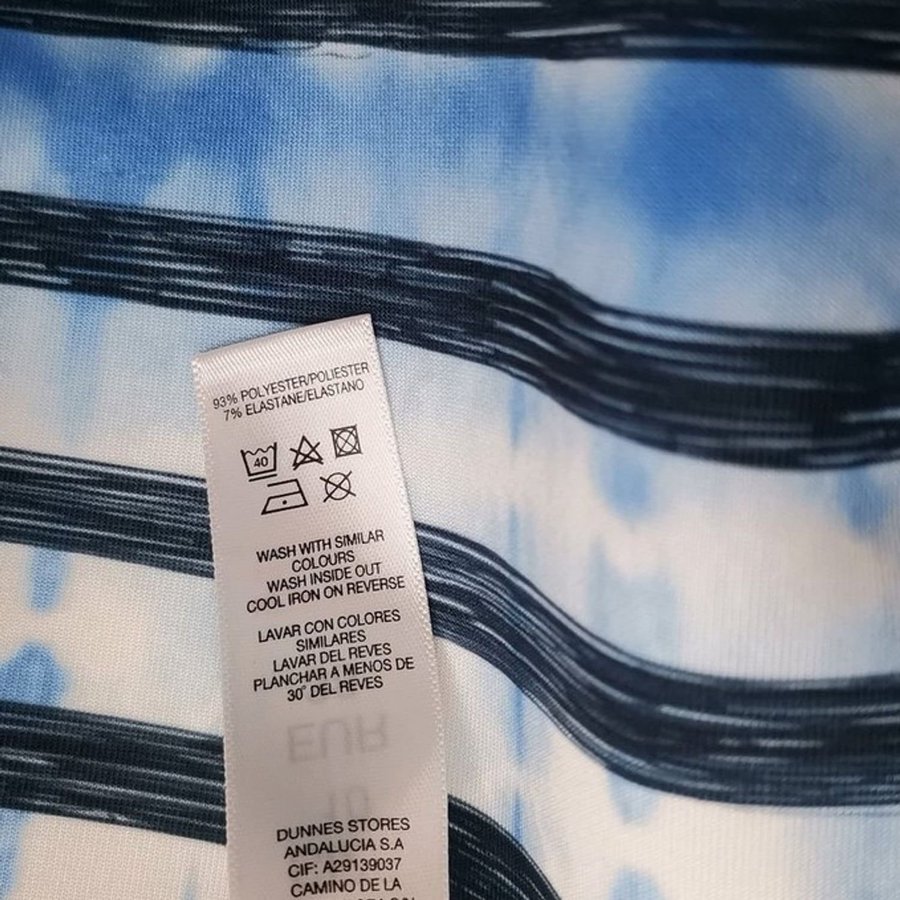 93% POLYESTER/POLIESTER
7% ELASTANE/ELASTANO
40
WASH WITH SIMILAR
COLOURS
WASH INSIDE OUT
COOL IRON ON REVERSE
LAVAR CON COLORES
SIMILARES
LAVAR DEL REVES
PLANCHAR A MENOS DE
30° DEL REVES
EUR
10
DUNNES STORES
ANDALUCIA S.A
CIF: A29139037
CAMINO DE LA